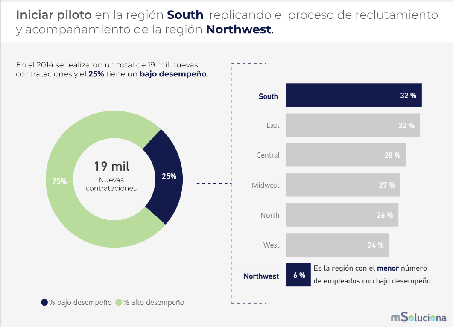 Iniciar piloto en la región South replicando el proceso de reclutamiento
y acompañamiento de la región Northwest.
En el 2019 se realizaron un total de 19 mil nuevas
contrataciones y el 25% tiene un bajo desempeño.
South 32 %
East 32 %
Central 28 %
Midwest 27 %
North 26 %
West 24 %
Northwest 6 %
Es la región con el menor número
de empleados con bajo desempeño
75%
19 mil
Nuevas
contrataciones
25%
% bajo desempeño % alto desempeño
mSoluciona